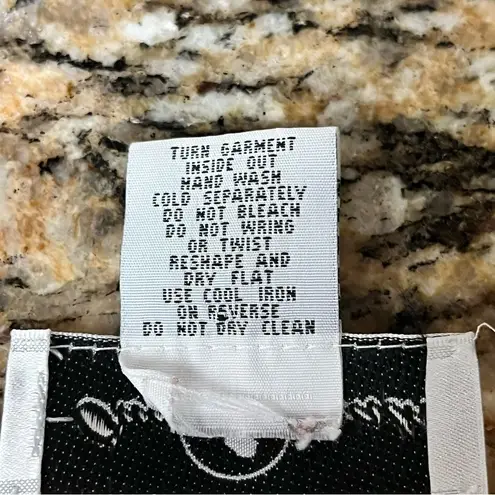 TURN GARMENT
INSIDE OUT
HAND WASH
COLD SEPARATELY
DO NOT BLEACH
DO NOT WRING
OR TWIST
RESHAPE AND
DRY FLAT
USE COOL IRON
ON REVERSE
DO NOT DRY CLEAN